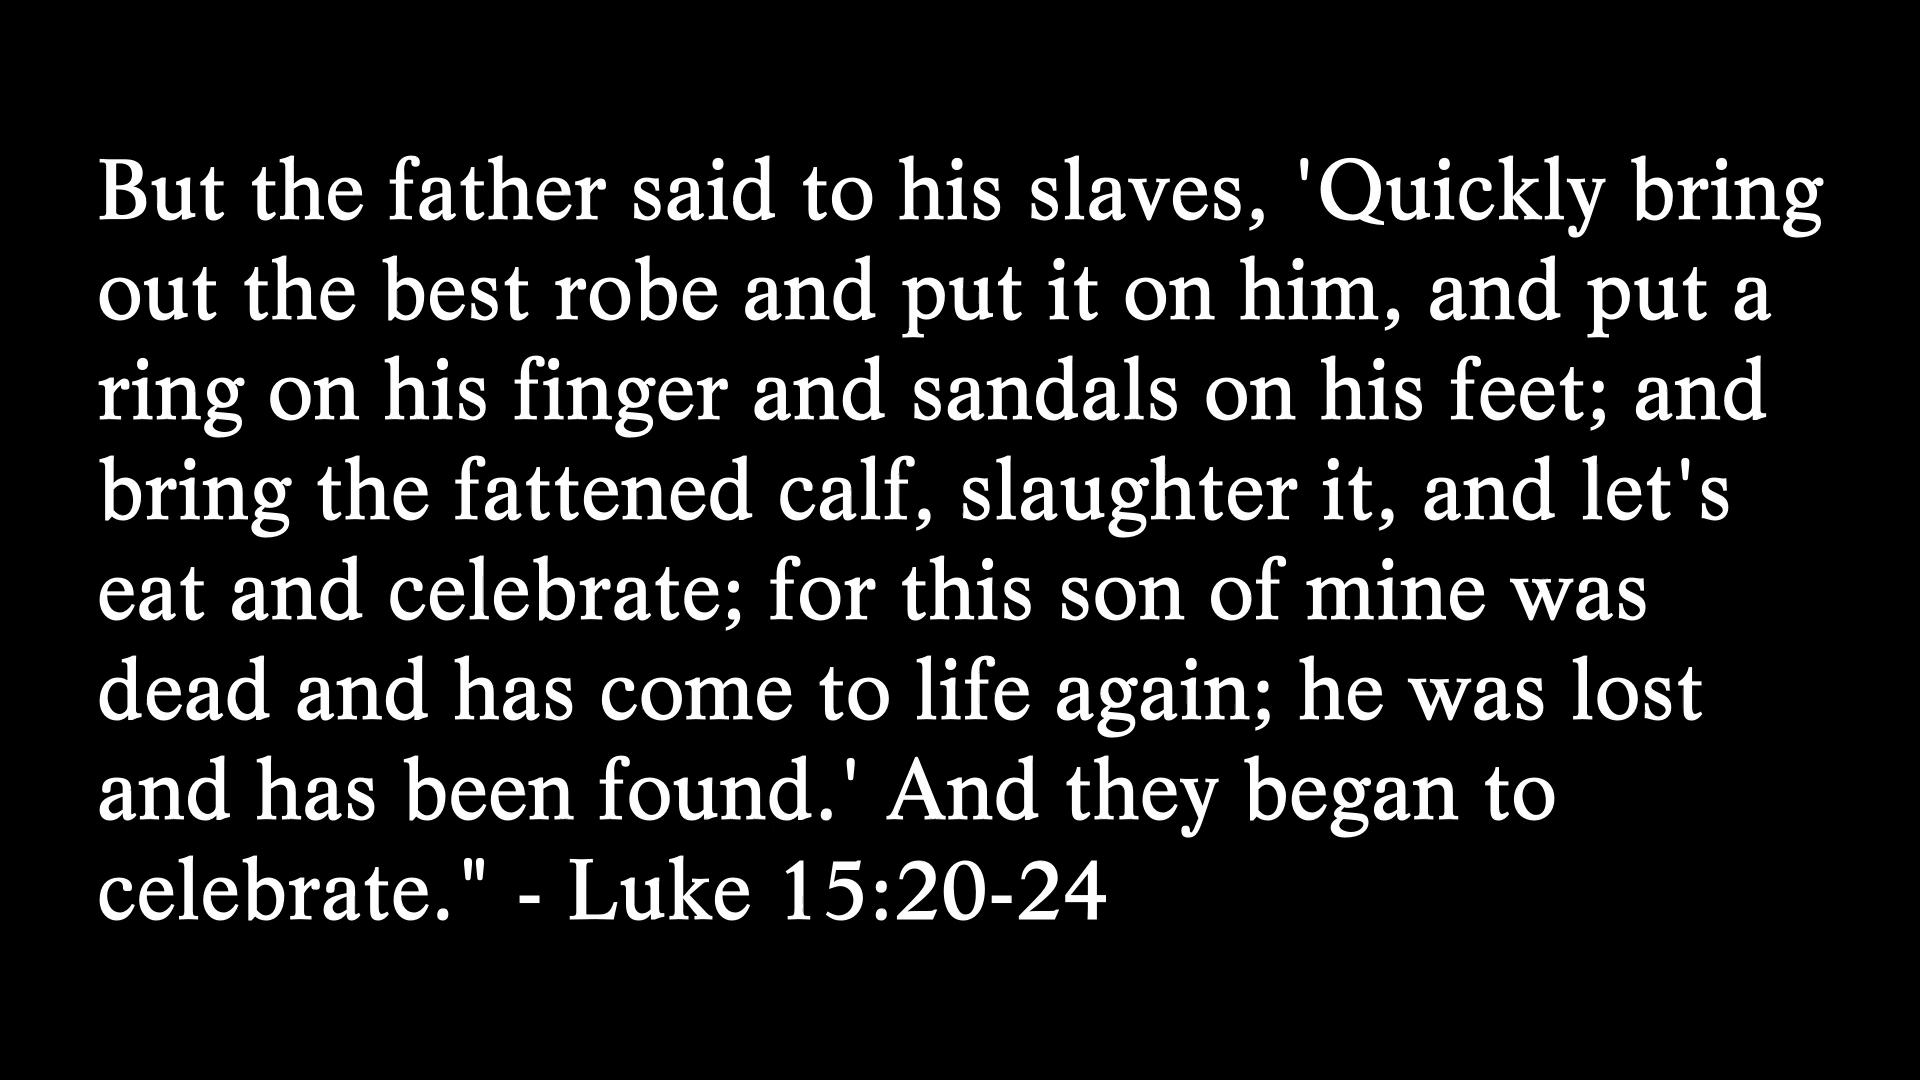 But the father said to his slaves, 'Quickly bring
out the best robe and put it on him, and put a
ring on his finger and sandals on his feet; and
bring the fattened calf, slaughter it, and let's
eat and celebrate; for this son of mine was
dead and has come to life again; he was lost
and has been found.' And they began to
celebrate." - Luke 15:20-24